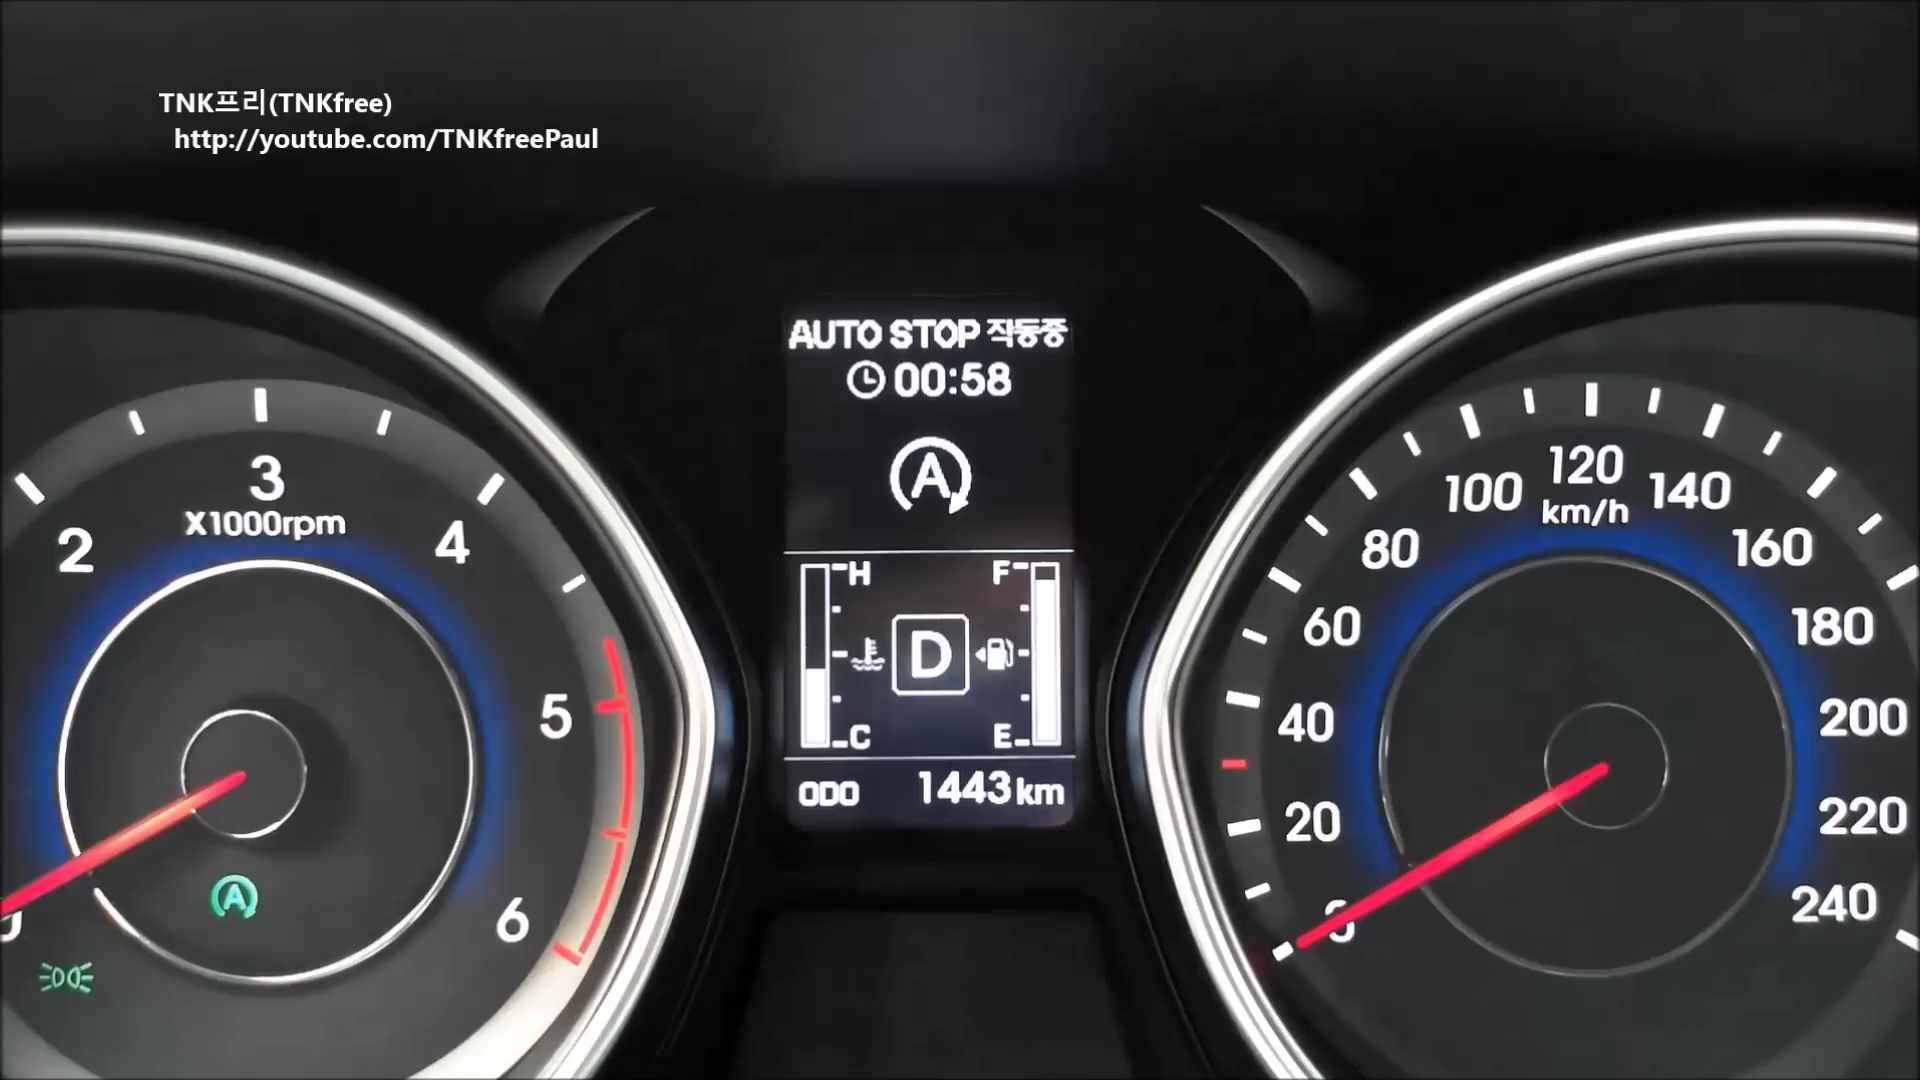 TNK프리(TNKfree)
http://youtube.com/TNKfreePaul
AUTO STOP 작동중
00:58
A
H
F
D
C
E
ODO 1443 km
2
3
X1000rpm
4
5
6
A
0
20
40
60
80
100
120
km/h
140
160
180
200
220
240